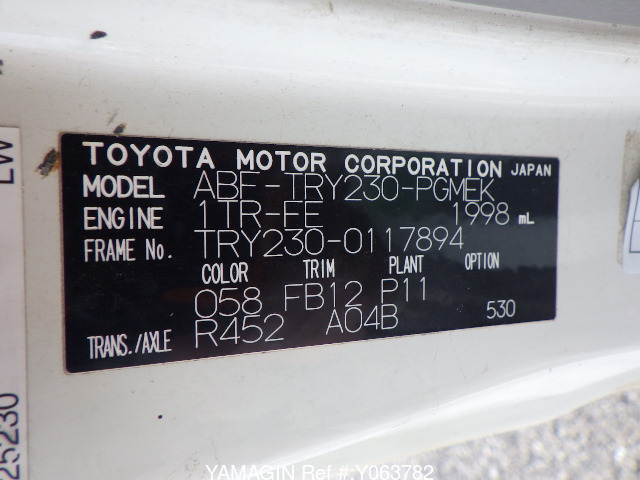 TOYOTA MOTOR CORPORATION JAPAN
MODEL ABF-TRY230-PGMEK
ENGINE 1TR-FE 1998 mL
FRAME No. TRY230-0117894
COLOR TRIM PLANT OPTION
058 FB12 P11
530
TRANS./AXLE R452 A04B
25230
YAMAGIN Ref #:Y063782